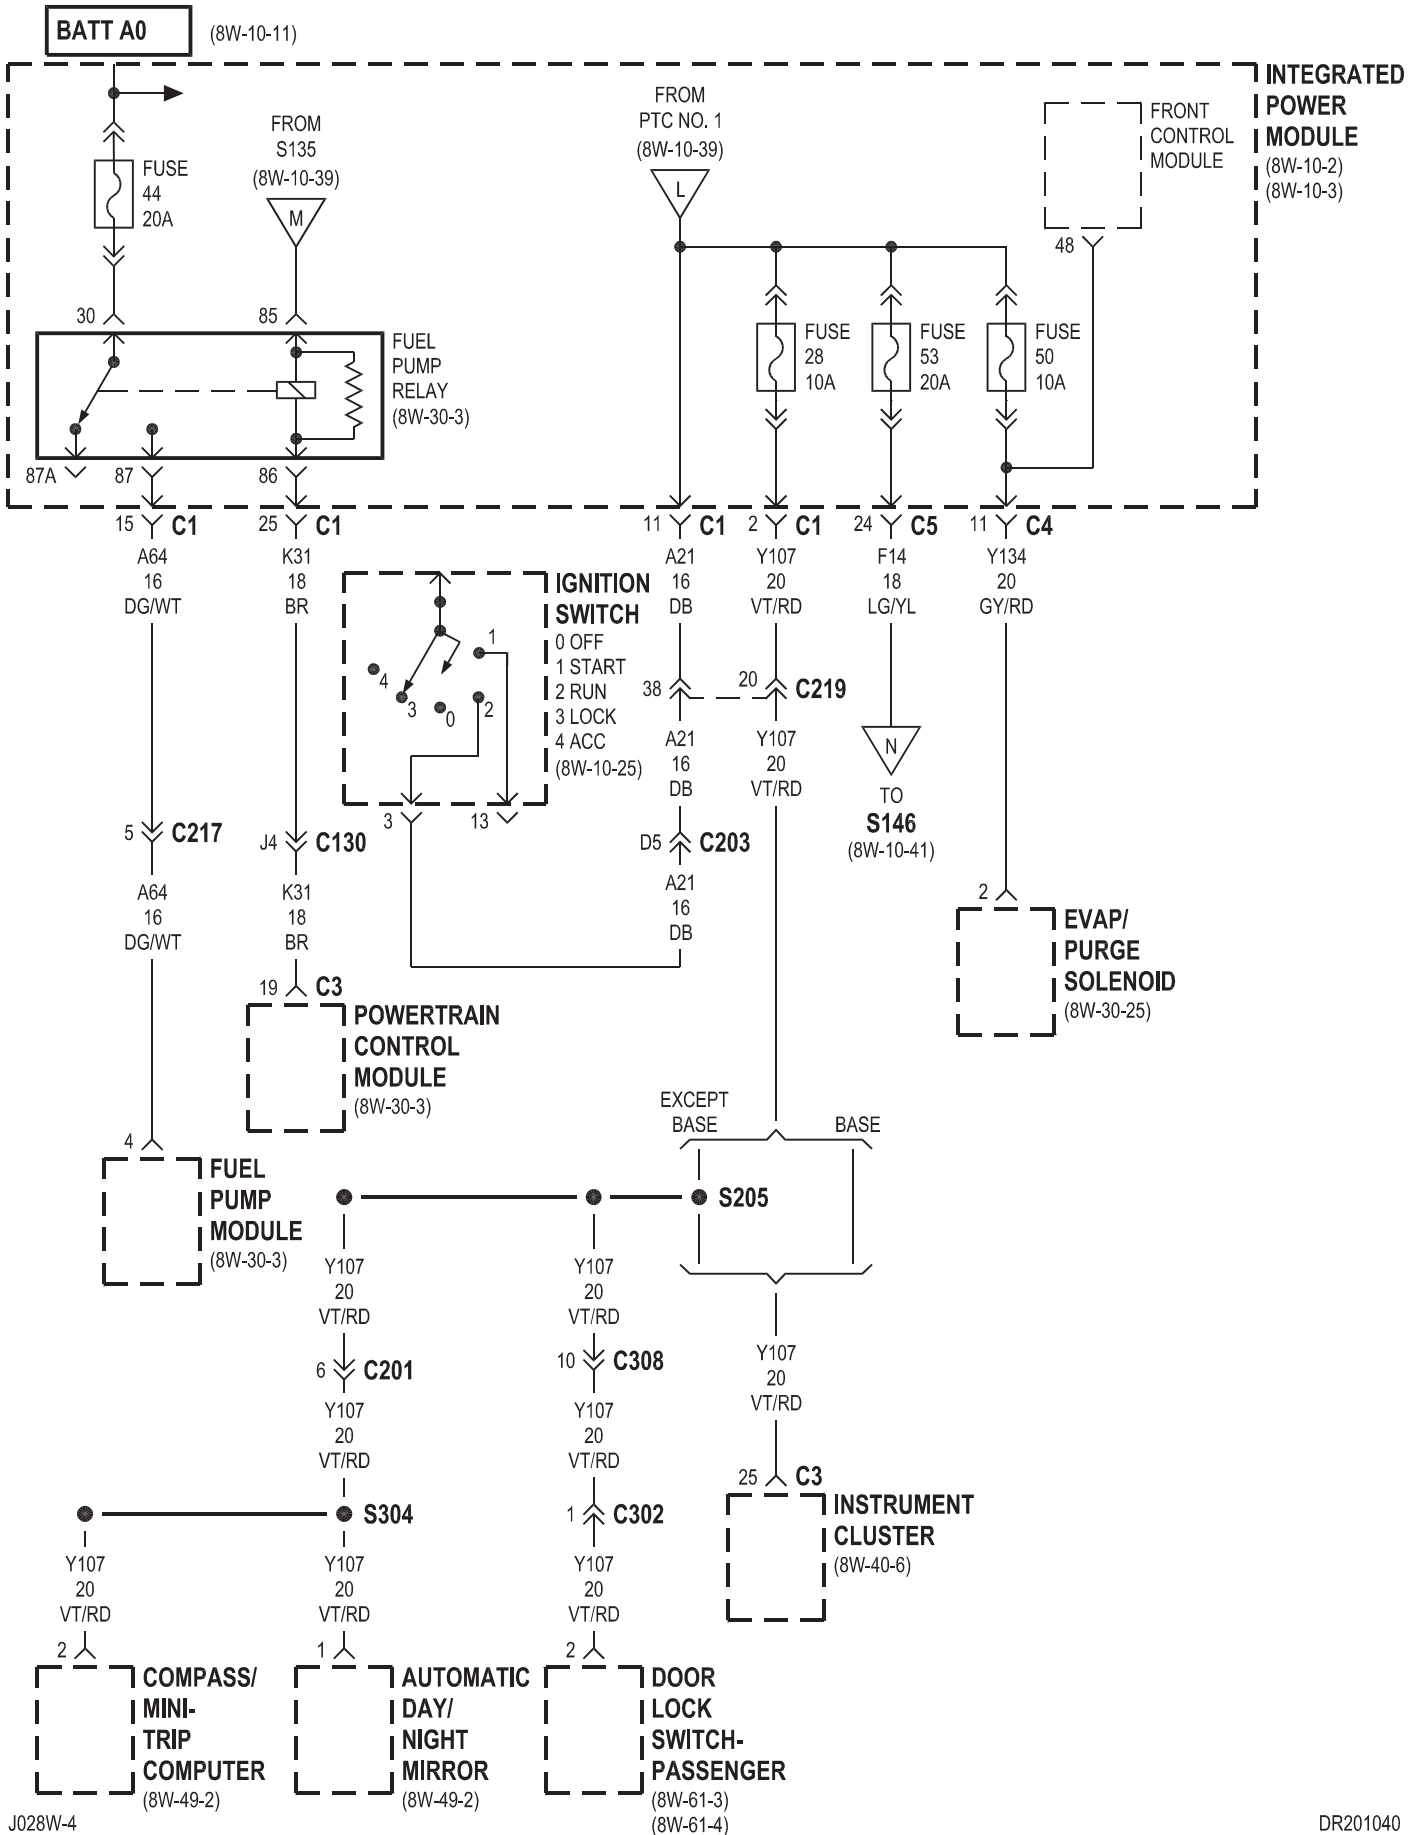 BATT A0
(8W-10-11)
INTEGRATED
POWER
MODULE
(8W-10-2)
(8W-10-3)
FROM
S135
(8W-10-39)
M
FUSE
44
20A
FROM
PTC NO. 1
(8W-10-39)
L
FRONT
CONTROL
MODULE
48
30
85
FUEL
PUMP
RELAY
(8W-30-3)
FUSE
28
10A
FUSE
53
20A
FUSE
50
10A
87A
87
86
15
C1
25
C1
11
C1
2
C1
24
C5
11
C4
A64
16
DG/WT
K31
18
BR
A21
16
DB
Y107
20
VT/RD
F14
18
LG/YL
Y134
20
GY/RD
IGNITION
SWITCH
0 OFF
1 START
2 RUN
3 LOCK
4 ACC
(8W-10-25)
1
4
3
0
2
3
13
38
20
C219
A21
16
DB
Y107
20
VT/RD
N
TO
S146
(8W-10-41)
5
C217
J4
C130
D5
C203
A64
16
DG/WT
K31
18
BR
A21
16
DB
2
EVAP/
PURGE
SOLENOID
(8W-30-25)
19
C3
POWERTRAIN
CONTROL
MODULE
(8W-30-3)
4
FUEL
PUMP
MODULE
(8W-30-3)
EXCEPT
BASE
BASE
S205
Y107
20
VT/RD
Y107
20
VT/RD
6
C201
10
C308
Y107
20
VT/RD
Y107
20
VT/RD
Y107
20
VT/RD
25
C3
INSTRUMENT
CLUSTER
(8W-40-6)
S304
1
C302
Y107
20
VT/RD
Y107
20
VT/RD
Y107
20
VT/RD
2
1
2
COMPASS/
MINI-
TRIP
COMPUTER
(8W-49-2)
AUTOMATIC
DAY/
NIGHT
MIRROR
(8W-49-2)
DOOR
LOCK
SWITCH-
PASSENGER
(8W-61-3)
(8W-61-4)
J028W-4
DR201040